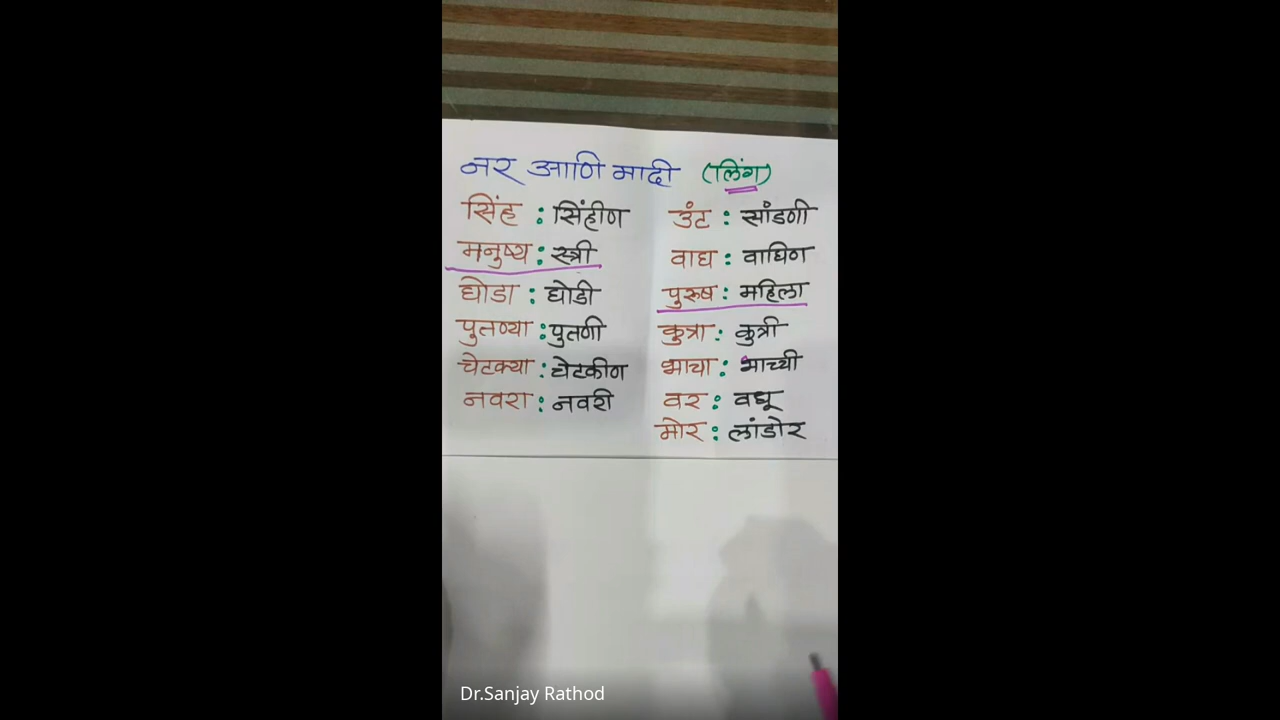 नर आणि मादी (लिंग)
सिंह : सिंहीण
मनुष्य : स्त्री
घोडा : घोडी
पुतण्या : पुतणी
चेटक्या : चेटकीण
नवरा : नवरी
उंट : सांडणी
वाघ : वाघिण
पुरुष : महिला
कुत्रा : कुत्री
भाचा : भाच्ची
वर : वधू
मोर : लांडोर
Dr.Sanjay Rathod